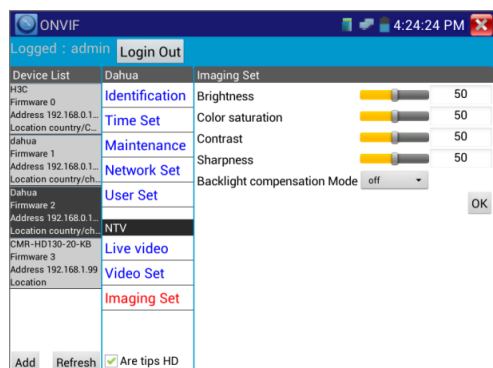 ONVIF
4:24:24 PM
Logged : admin Login Out
Device List
H3C
Firmware 0
Address 192.168.0.1...
Location country/C...
dahua
Firmware 1
Address 192.168.0.1...
Location country/ch...
Dahua
Firmware 2
Address 192.168.0.1...
Location country/ch...
CMR-HD130-20-KB
Firmware 3
Address 192.168.1.99
Location
Add Refresh
Dahua
Identification
Time Set
Maintenance
Network Set
User Set
NTV
Live video
Video Set
Imaging Set
Are tips HD
Imaging Set
Brightness 50
Color saturation 50
Contrast 50
Sharpness 50
Backlight compensation Mode off
OK